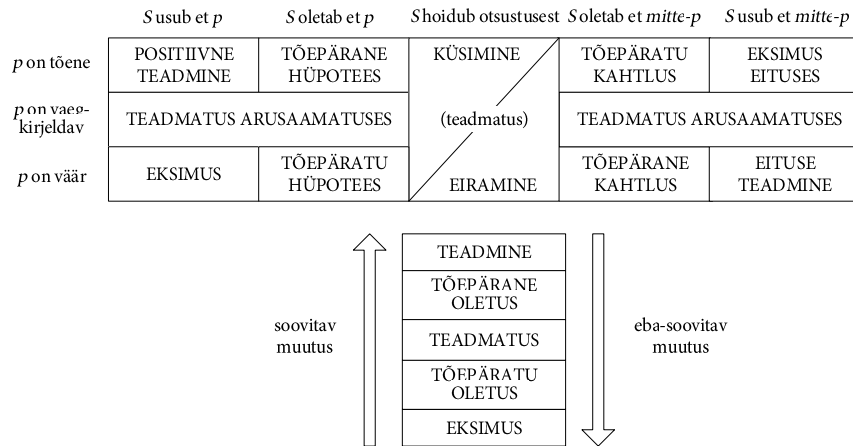 S usub et p S oletab et p S hoidub otsustusest S oletab et mitte-p S usub et mitte-p
p on tõene
POSITIIVNE
TEADMINE
TÕEPÄRANE
HÜPOTEES
KÜSIMINE
TÕEPÄRATU
KAHTLUS
EKSIMUS
EITUSES
p on vaeg-
kirjeldav
TEADMATUS ARUSAAMATUSES
(teadmatus)
TEADMATUS ARUSAAMATUSES
p on väär
EKSIMUS
TÕEPÄRATU
HÜPOTEES
EIRAMINE
TÕEPÄRANE
KAHTLUS
EITUSE
TEADMINE
soovitav
muutus
TEADMINE
TÕEPÄRANE
OLETUS
TEADMATUS
TÕEPÄRATU
OLETUS
EKSIMUS
eba-soovitav
muutus